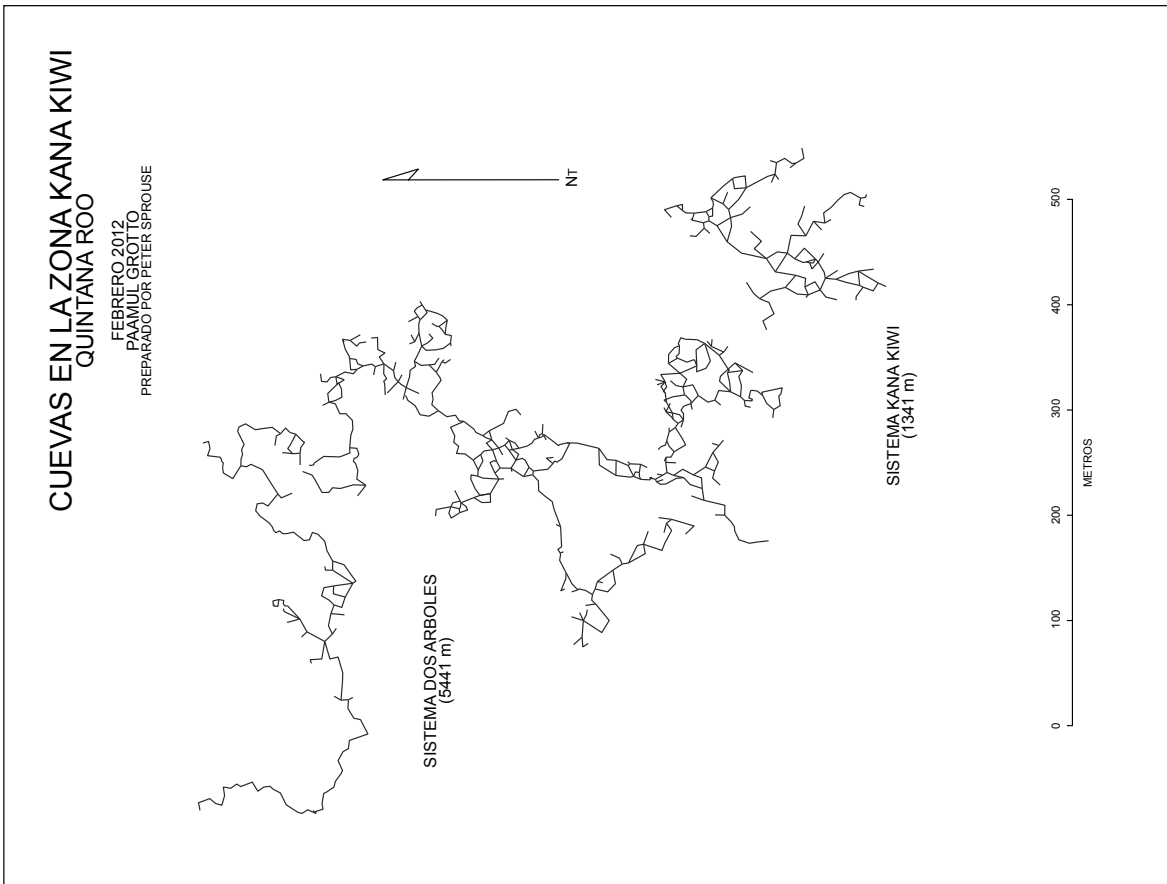 CUEVAS EN LA ZONA KANA KIWI
QUINTANA ROO
FEBRERO 2012
PAAMUL GROTTO
PREPARADO POR PETER SPROUSE
NT
SISTEMA DOS ARBOLES
(5441 m)
SISTEMA KANA KIWI
(1341 m)
0 100 200 300 400 500
METROS